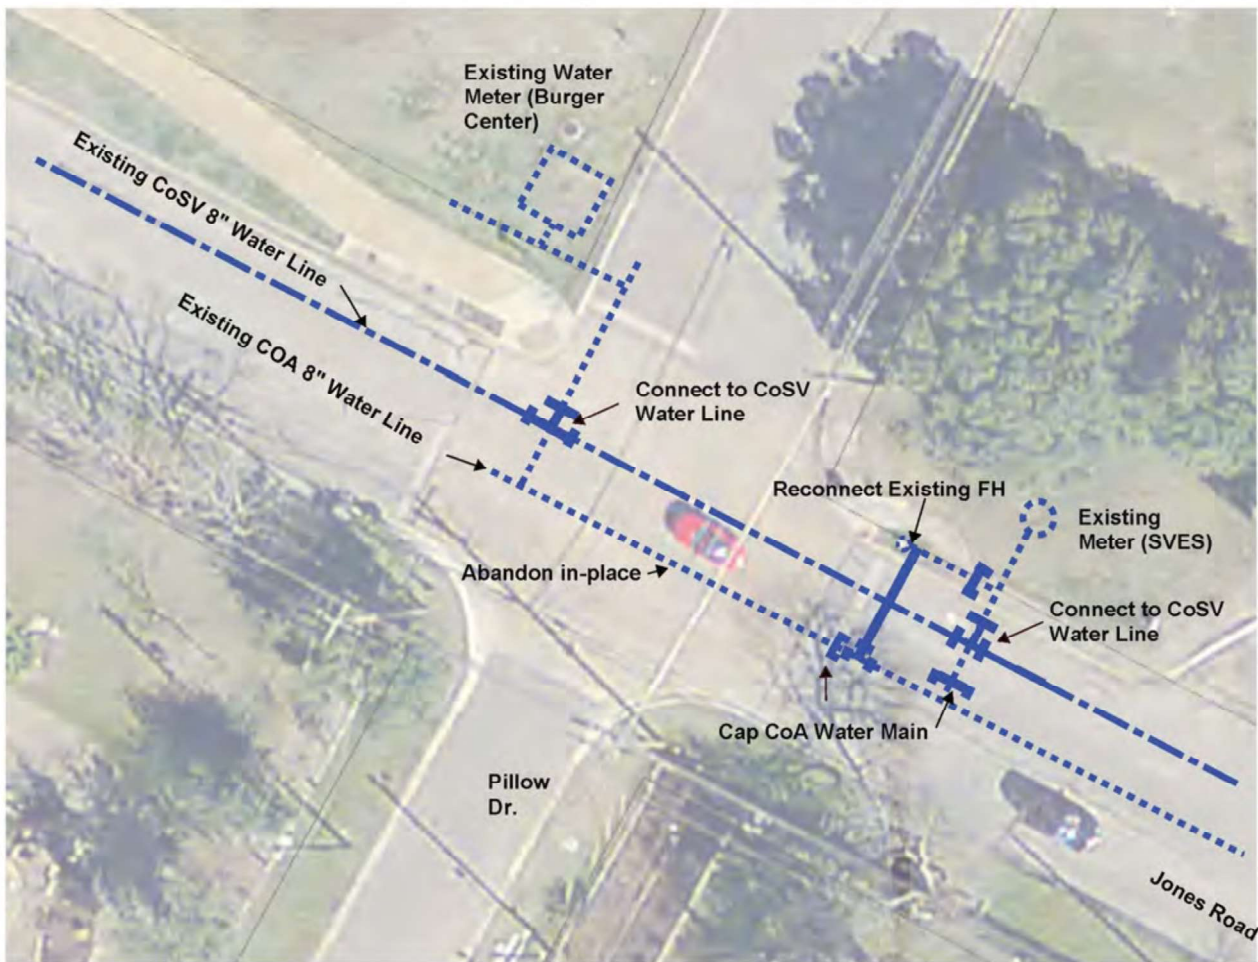 Existing Water
Meter (Burger
Center)
Existing CoSV 8" Water Line
Existing COA 8" Water Line
Connect to CoSV
Water Line
Reconnect Existing FH
Existing
Meter (SVES)
Abandon in-place
Connect to CoSV
Water Line
Cap CoA Water Main
Pillow
Dr.
Jones Road